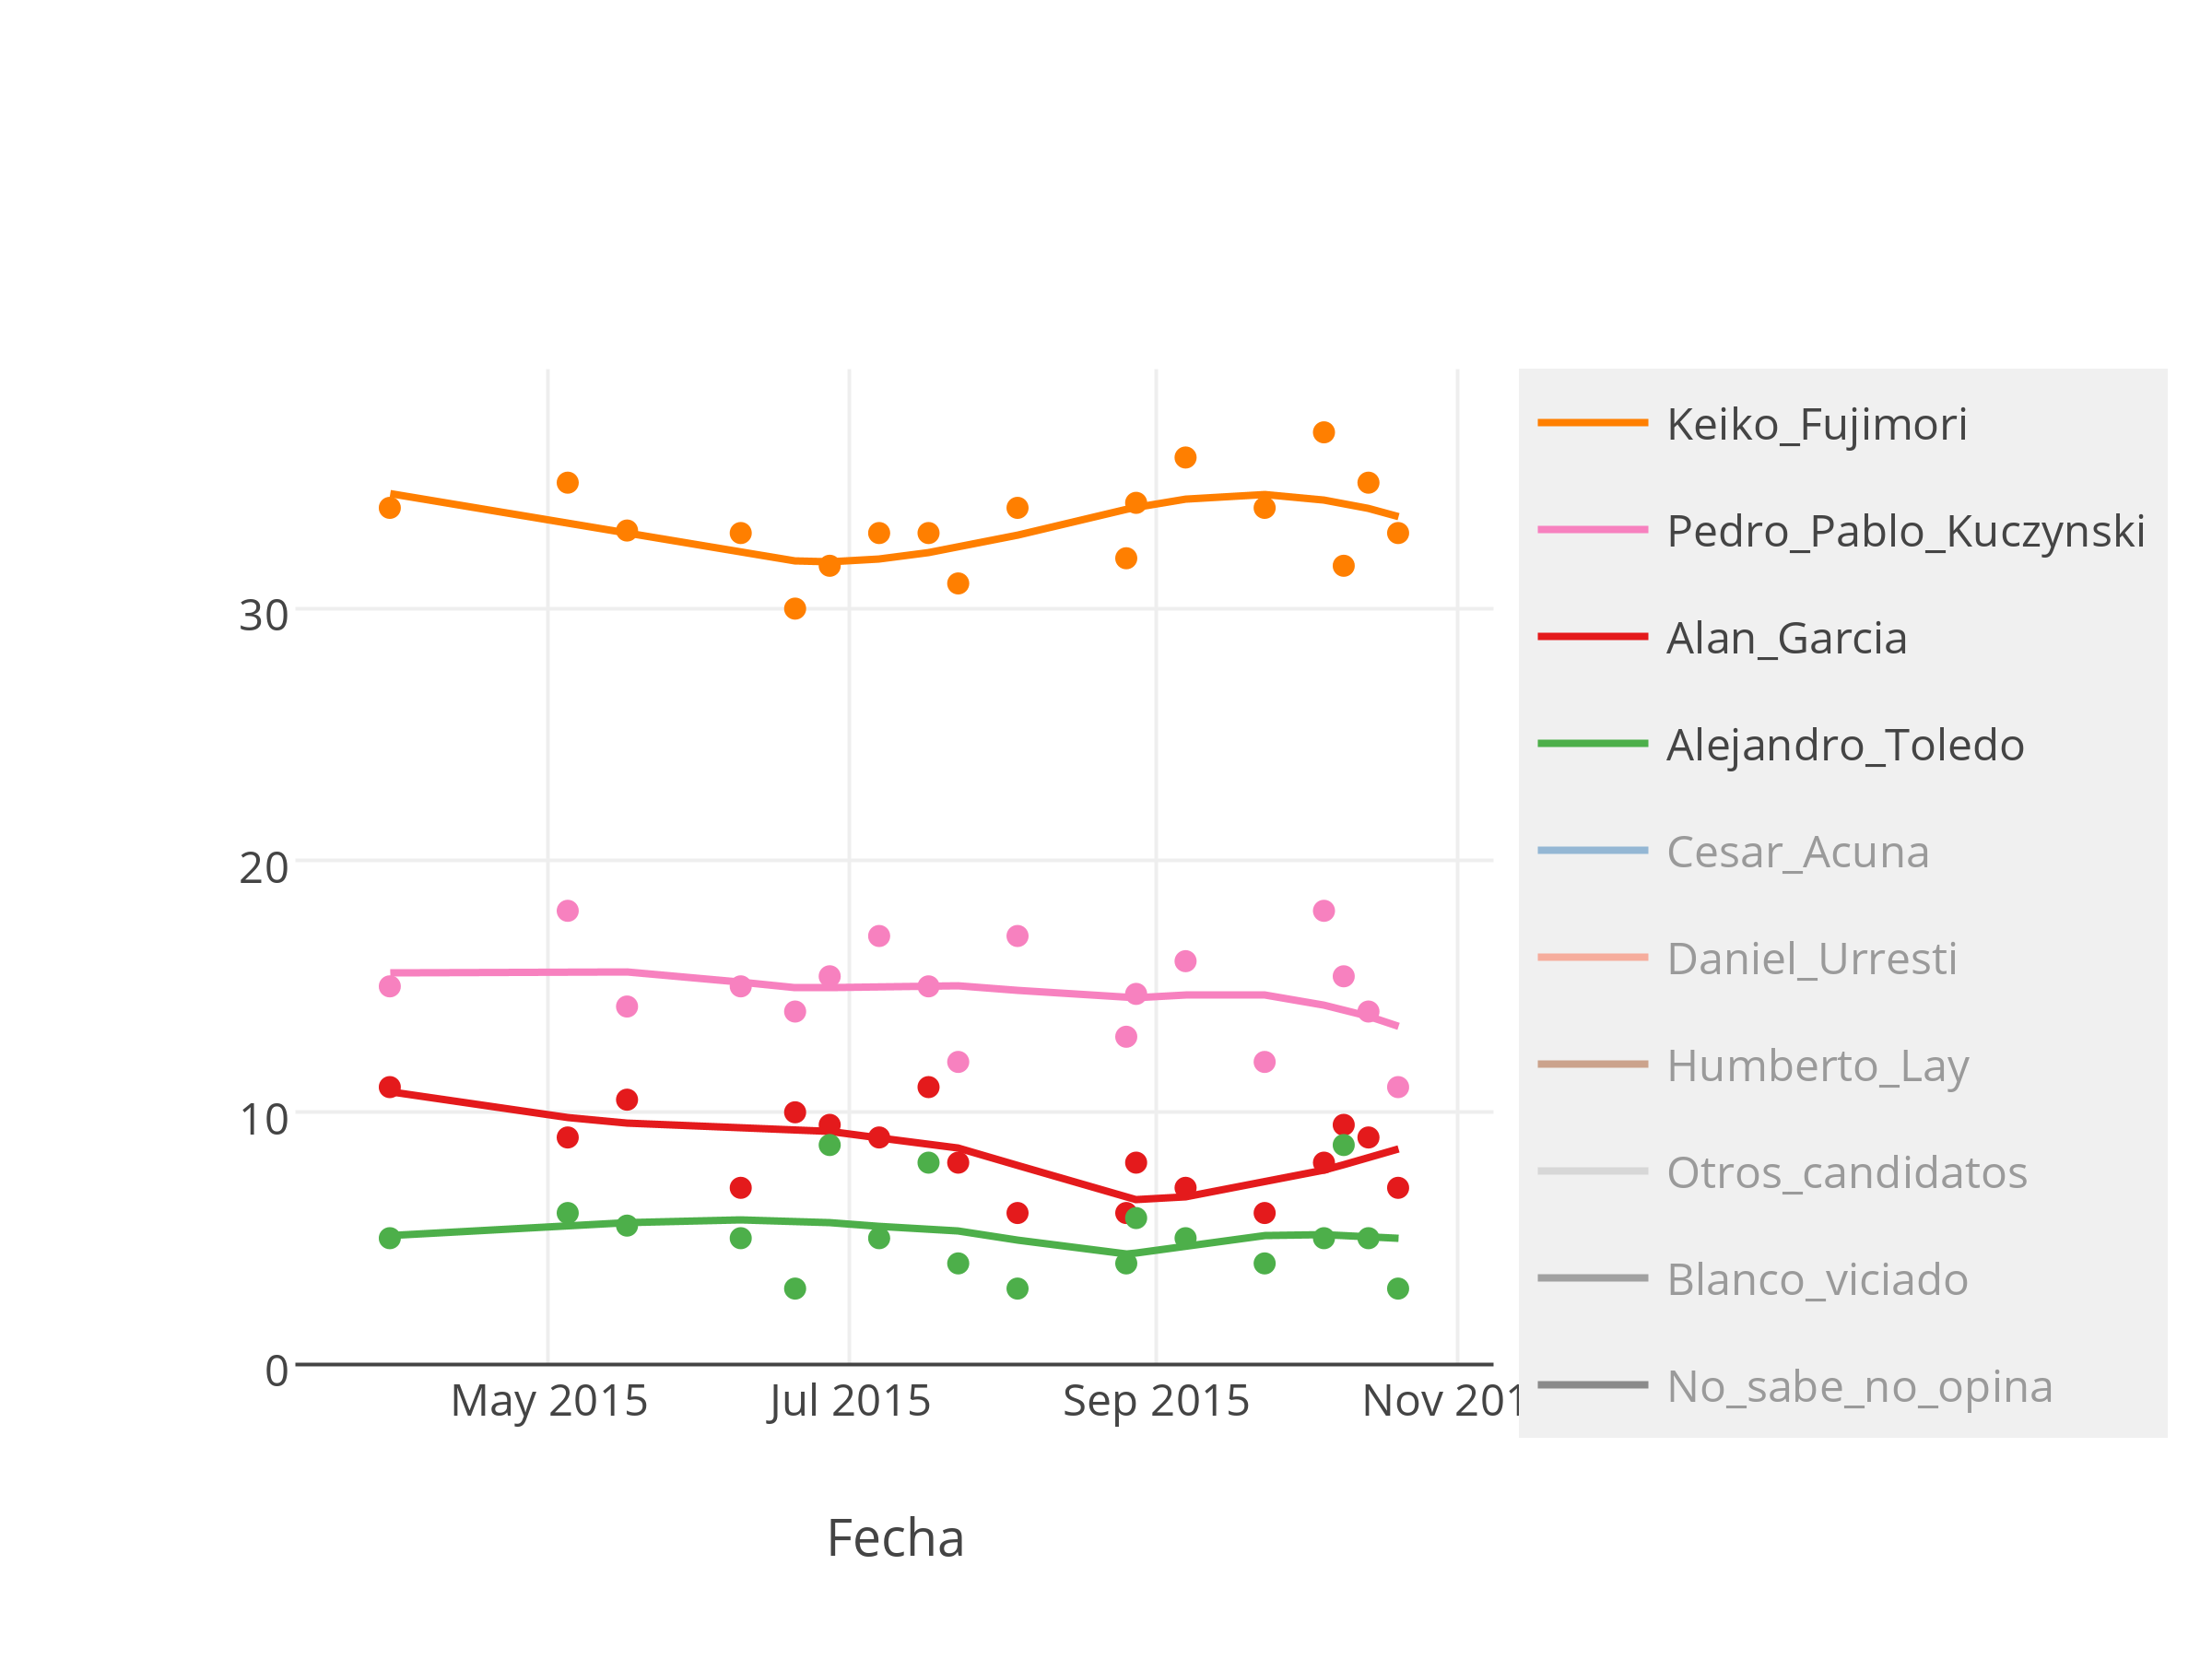 30
20
10
0
May 2015
Jul 2015
Sep 2015
Nov 201
Fecha
Keiko_Fujimori
Pedro_Pablo_Kuczynski
Alan_Garcia
Alejandro_Toledo
Cesar_Acuna
Daniel_Urresti
Humberto_Lay
Otros_candidatos
Blanco_viciado
No_sabe_no_opina